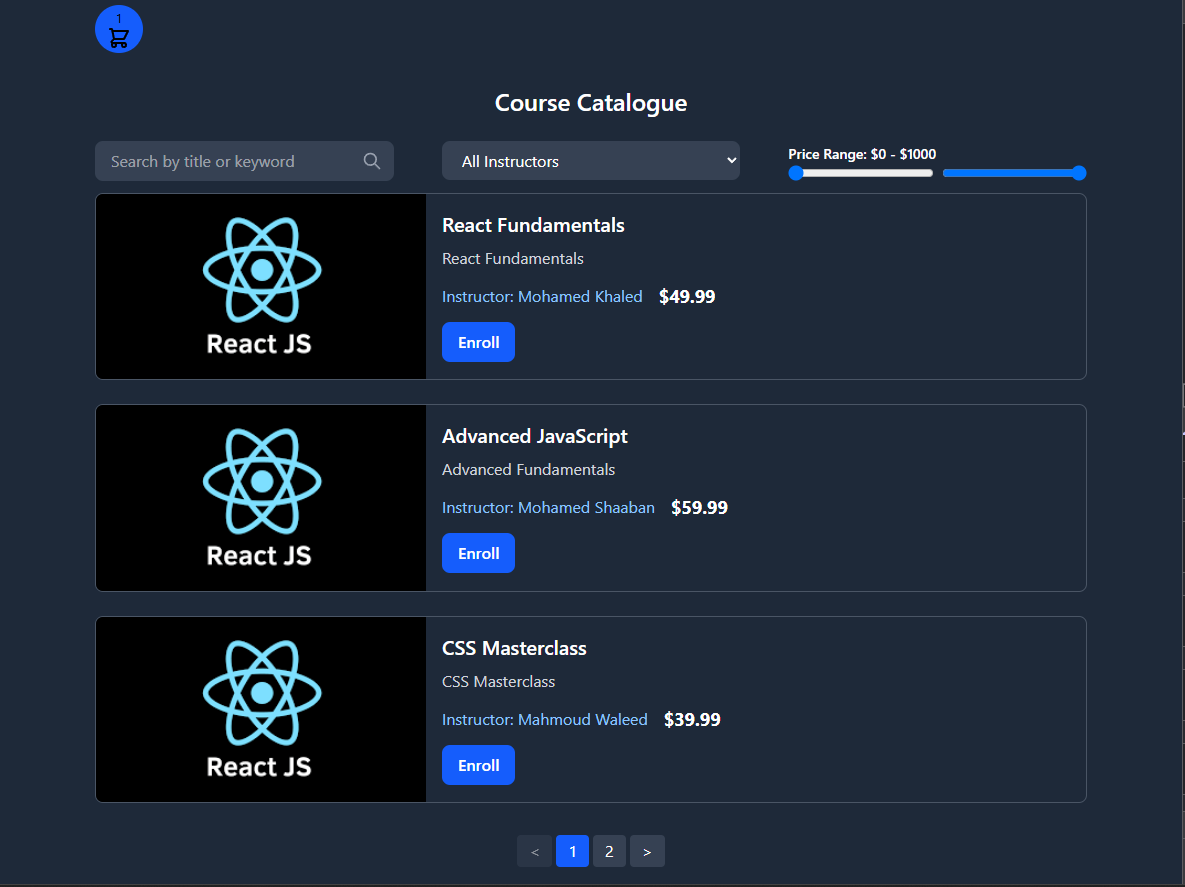 1
Course Catalogue
Search by title or keyword
All Instructors
Price Range: $0 - $1000
React JS
React Fundamentals
React Fundamentals
Instructor: Mohamed Khaled $49.99
Enroll
React JS
Advanced JavaScript
Advanced Fundamentals
Instructor: Mohamed Shaaban $59.99
Enroll
React JS
CSS Masterclass
CSS Masterclass
Instructor: Mahmoud Waleed $39.99
Enroll
< 1 2 >